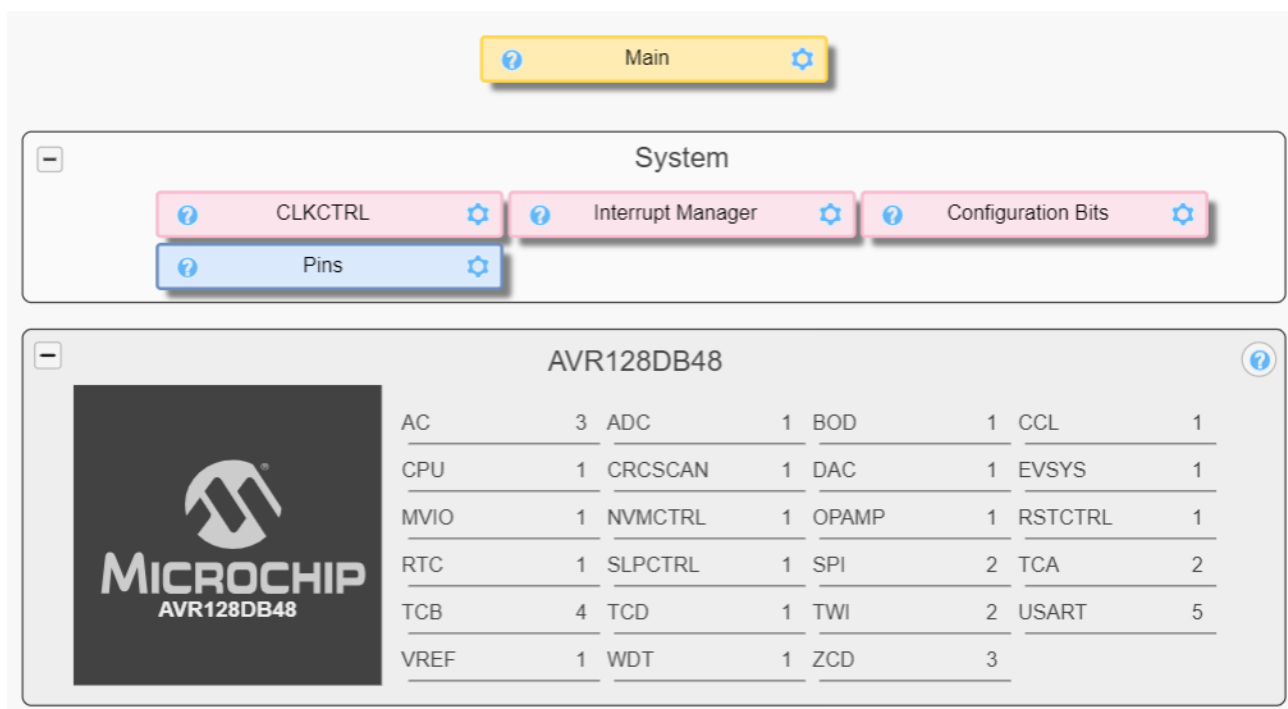 Main
System
CLKCTRL Interrupt Manager Configuration Bits
Pins
AVR128DB48
AC 3 ADC 1 BOD 1 CCL 1
CPU 1 CRCSCAN 1 DAC 1 EVSYS 1
MVIO 1 NVMCTRL 1 OPAMP 1 RSTCTRL 1
RTC 1 SLPCTRL 1 SPI 2 TCA 2
TCB 4 TCD 1 TWI 2 USART 5
VREF 1 WDT 1 ZCD 3
MICROCHIP
AVR128DB48